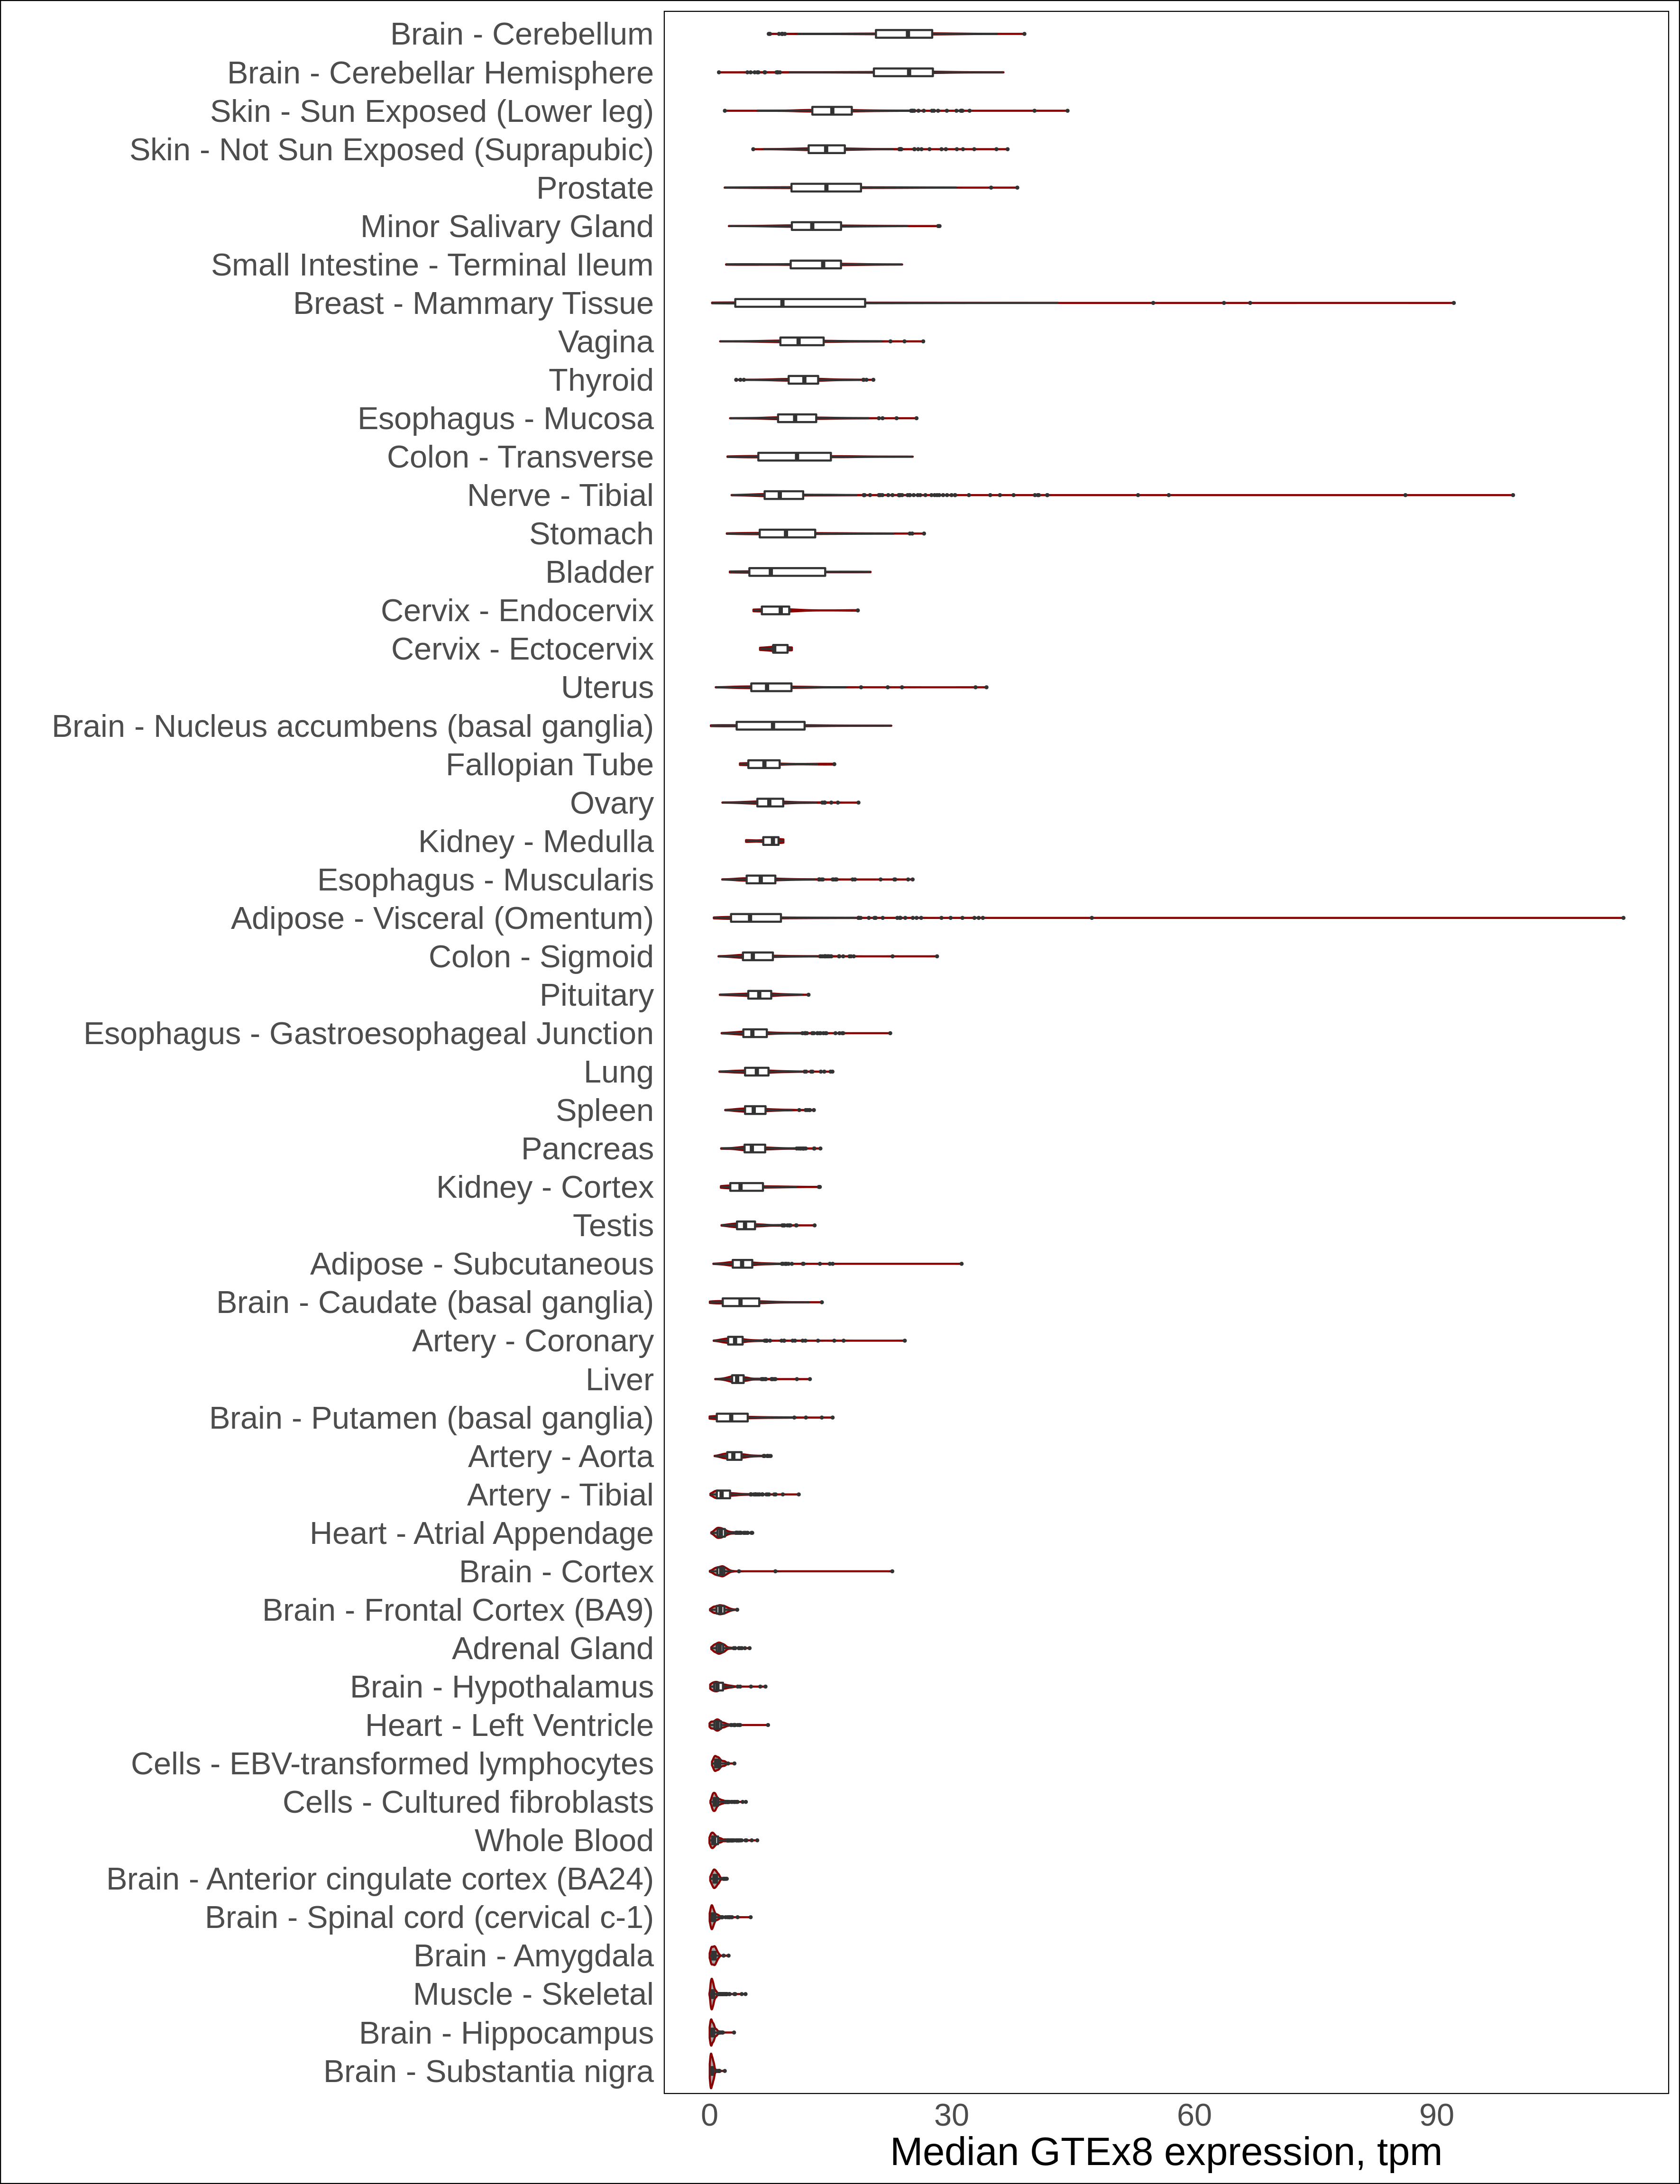 Brain - Cerebellum
Brain - Cerebellar Hemisphere
Skin - Sun Exposed (Lower leg)
Skin - Not Sun Exposed (Suprapubic)
Prostate
Minor Salivary Gland
Small Intestine - Terminal Ileum
Breast - Mammary Tissue
Vagina
Thyroid
Esophagus - Mucosa
Colon - Transverse
Nerve - Tibial
Stomach
Bladder
Cervix - Endocervix
Cervix - Ectocervix
Uterus
Brain - Nucleus accumbens (basal ganglia)
Fallopian Tube
Ovary
Kidney - Medulla
Esophagus - Muscularis
Adipose - Visceral (Omentum)
Colon - Sigmoid
Pituitary
Esophagus - Gastroesophageal Junction
Lung
Spleen
Pancreas
Kidney - Cortex
Testis
Adipose - Subcutaneous
Brain - Caudate (basal ganglia)
Artery - Coronary
Liver
Brain - Putamen (basal ganglia)
Artery - Aorta
Artery - Tibial
Heart - Atrial Appendage
Brain - Cortex
Brain - Frontal Cortex (BA9)
Adrenal Gland
Brain - Hypothalamus
Heart - Left Ventricle
Cells - EBV-transformed lymphocytes
Cells - Cultured fibroblasts
Whole Blood
Brain - Anterior cingulate cortex (BA24)
Brain - Spinal cord (cervical c-1)
Brain - Amygdala
Muscle - Skeletal
Brain - Hippocampus
Brain - Substantia nigra
0 30 60 90
Median GTEx8 expression, tpm